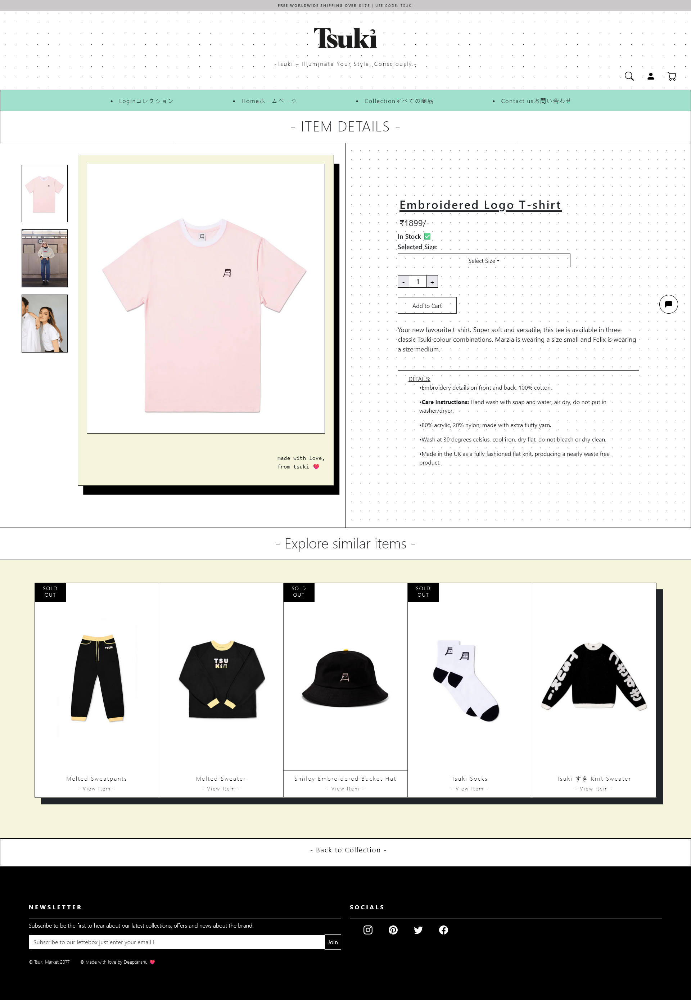 FREE WORLDWIDE SHIPPING OVER $175 | USE CODE: TSUKI
Tsuki
-Tsuki – Illuminate Your Style, Consciously.-
• Loginコレクション
• Homeホームページ
• Collectionすべての商品
• Contact usお問い合わせ
- ITEM DETAILS -
月
月
made with love,
from tsuki
Embroidered Logo T-shirt
₹1899/-
In Stock ✅
Selected Size:
Select Size
- 1 +
Add to Cart
Your new favourite t-shirt. Super soft and versatile, this tee is available in three
classic Tsuki colour combinations. Marzia is wearing a size small and Felix is wearing
a size medium.
DETAILS:
•Embroidery details on front and back, 100% cotton.
•Care Instructions: Hand wash with soap and water, air dry, do not put in
washer/dryer.
•80% acrylic, 20% nylon; made with extra fluffy yarn.
•Wash at 30 degrees celsius, cool iron, dry flat, do not bleach or dry clean.
•Made in the UK as a fully fashioned flat knit, producing a nearly waste free
product.
- Explore similar items -
SOLD
OUT
TSUKi
Melted Sweatpants
- View Item -
TSU
Ki月
Melted Sweater
- View Item -
SOLD
OUT
月
Smiley Embroidered Bucket Hat
- View Item -
SOLD
OUT
月
月
Tsuki Socks
- View Item -
Tsuki すき Knit Sweater
- View Item -
- Back to Collection -
NEWSLETTER
Subscribe to be the first to hear about our latest collections, offers and news about the brand.
Subscribe to our lettebox just enter your email !
Join
© Tsuki Market 2077
© Made with love by Deeptanshu
SOCIALS